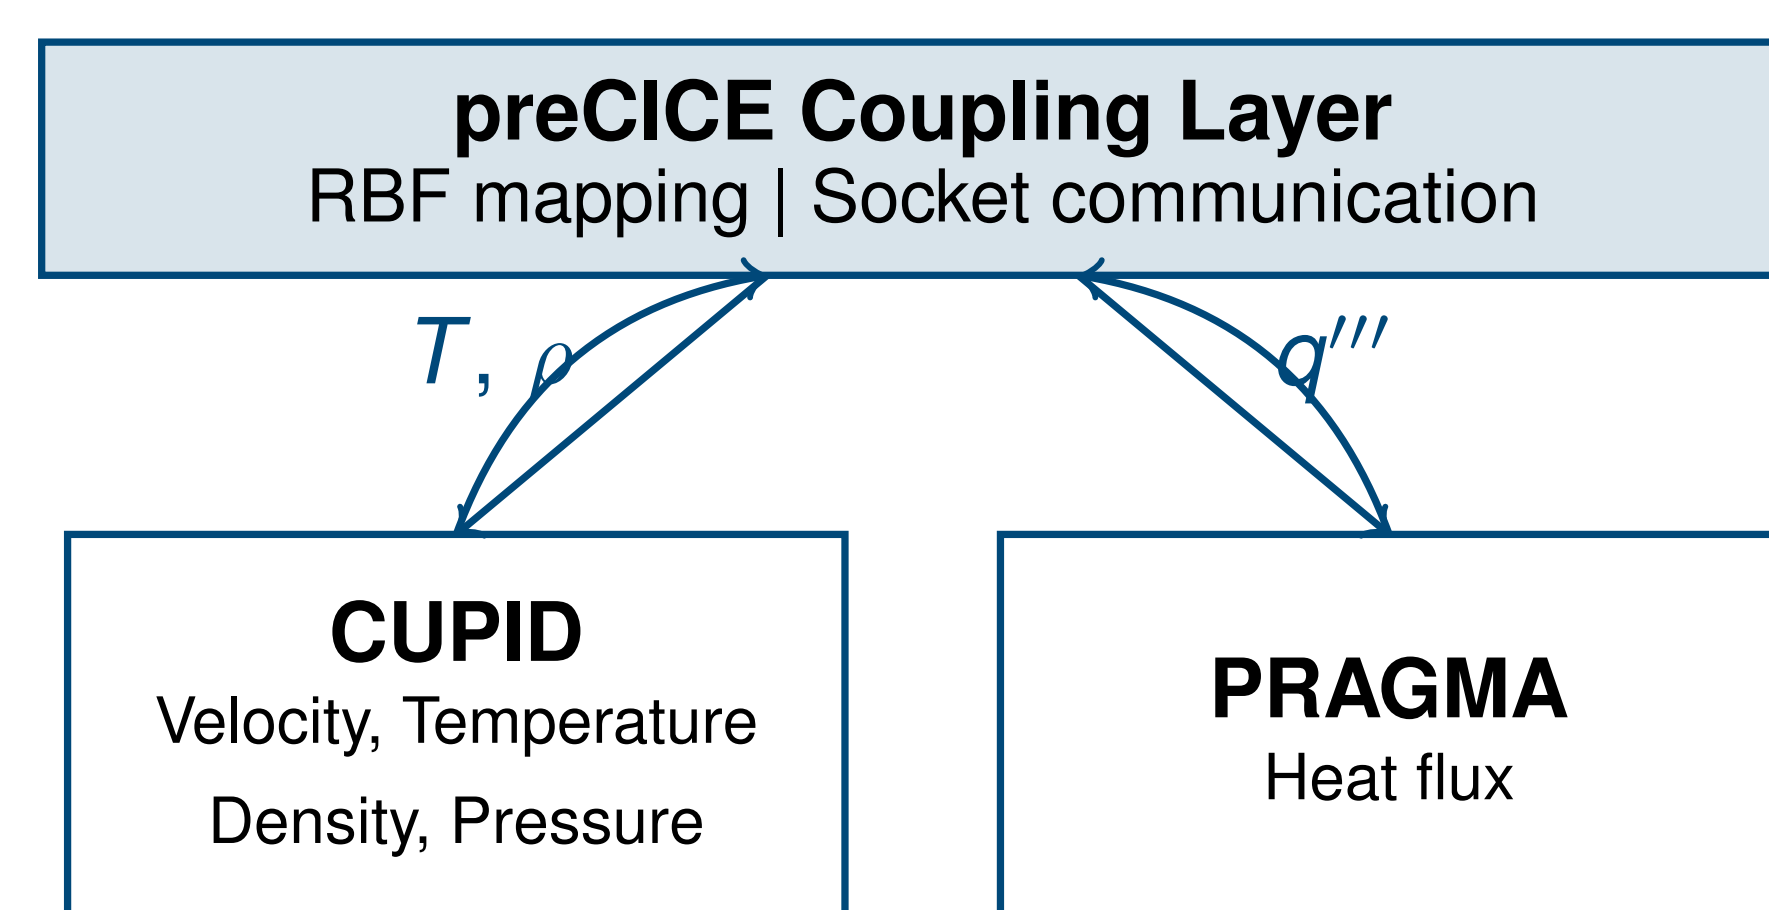 preCICE Coupling Layer
RBF mapping | Socket communication
T, ρ
q′′′
CUPID
Velocity, Temperature
Density, Pressure
PRAGMA
Heat flux